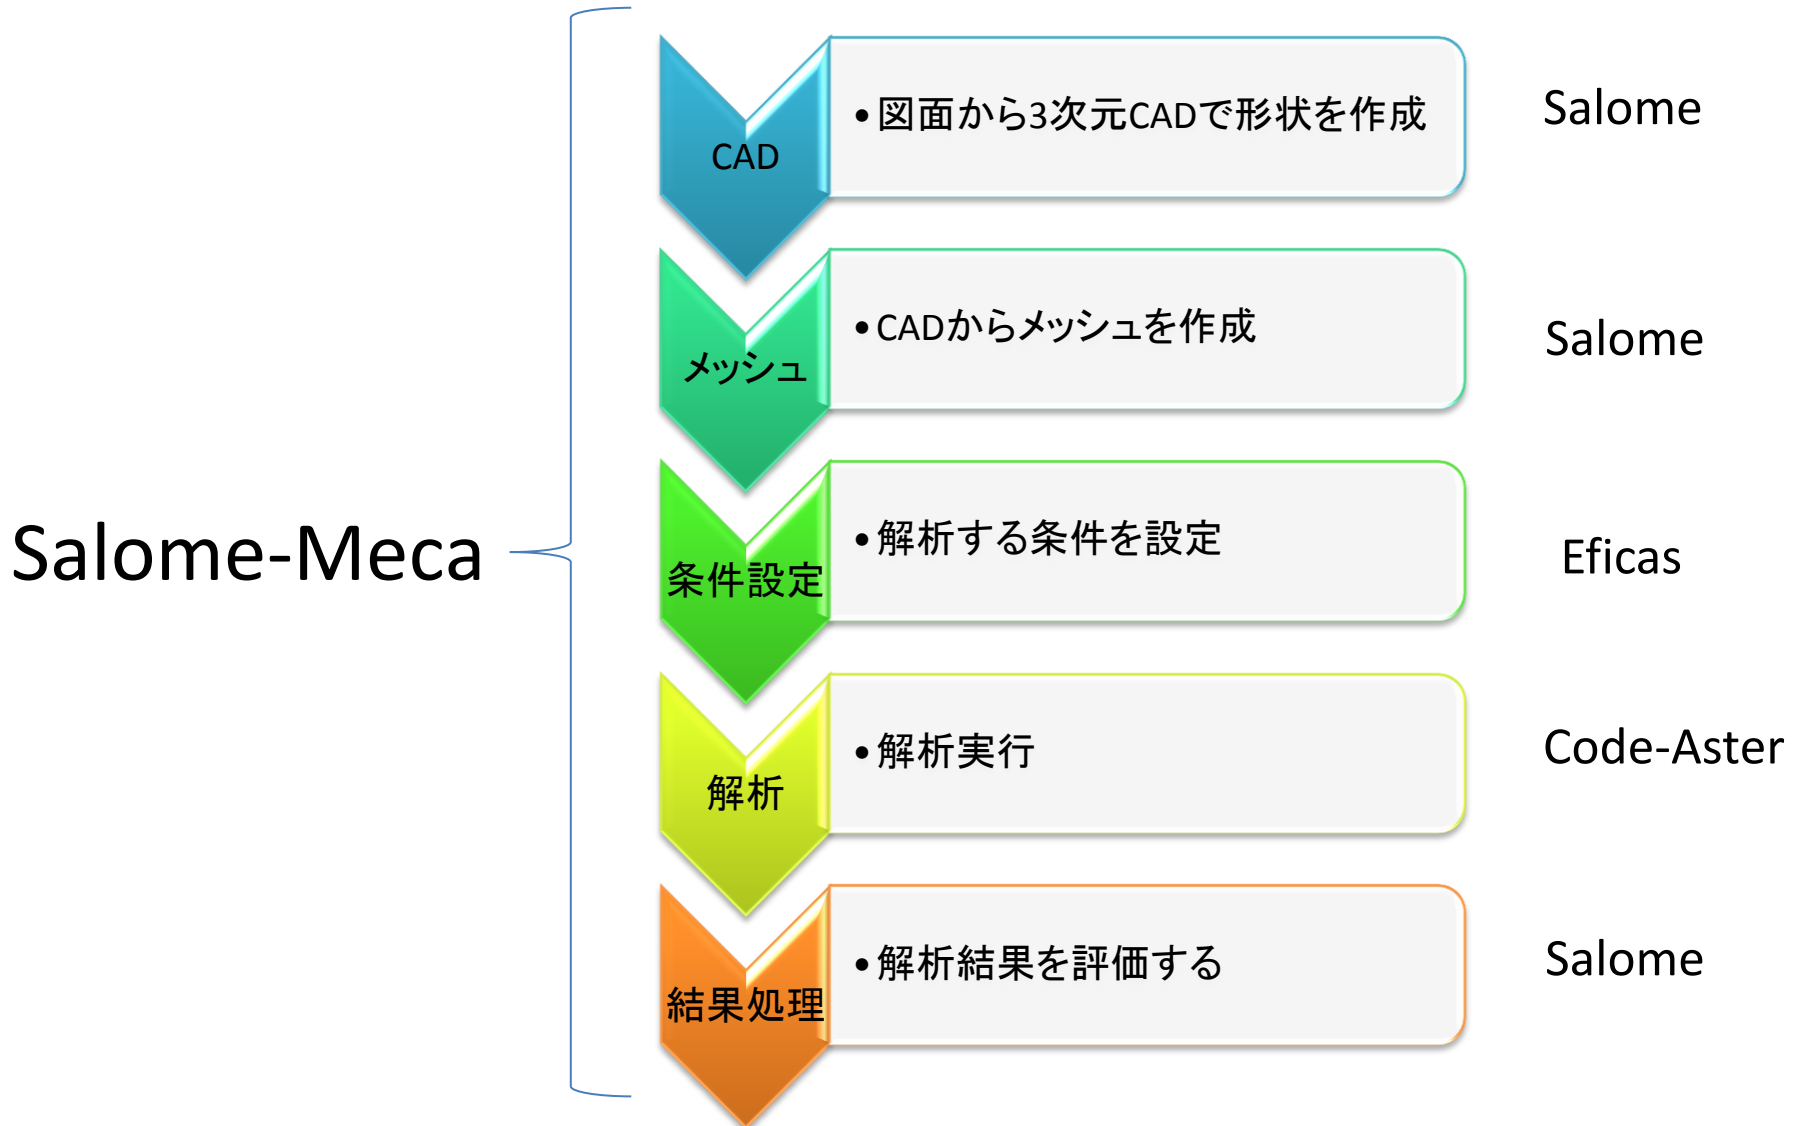 Salome-Meca
CAD
•図面から3次元CADで形状を作成
Salome
メッシュ
•CADからメッシュを作成
Salome
条件設定
•解析する条件を設定
Eficas
解析
•解析実行
Code-Aster
結果処理
•解析結果を評価する
Salome